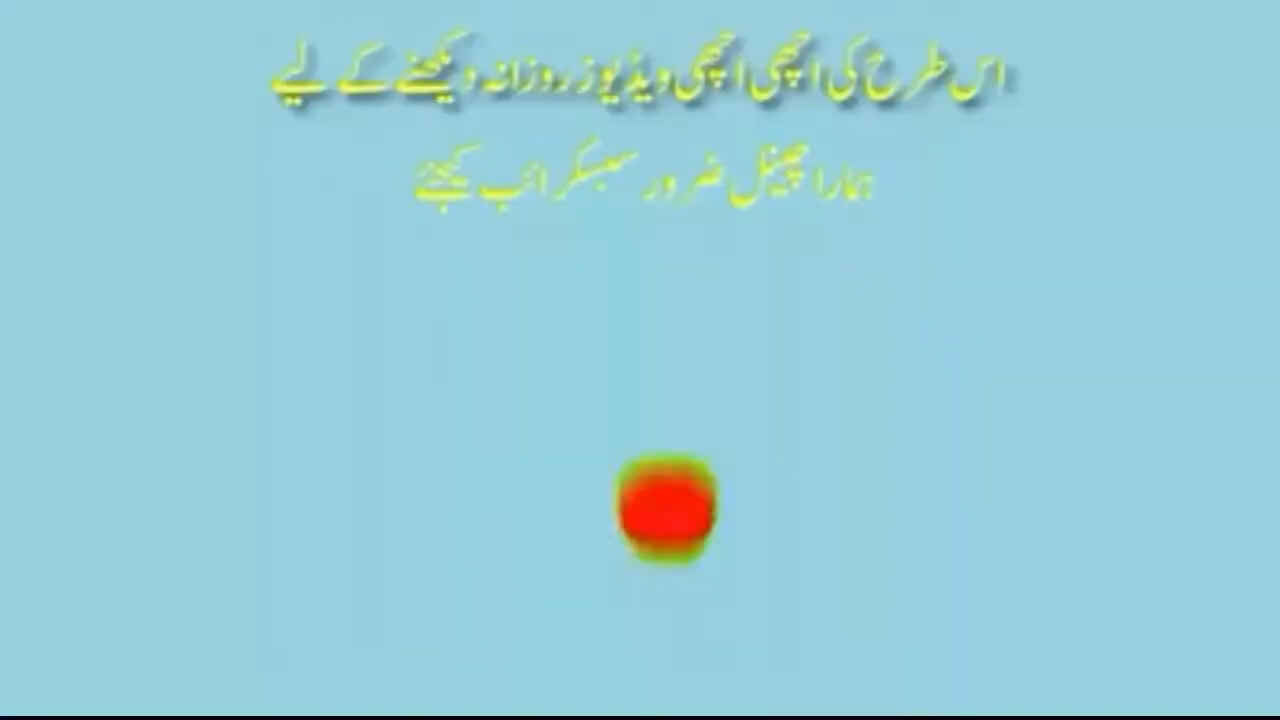 اس طرح کی اچھی اچھی ویڈیوز روزانہ دیکھنے کے لیے
ہمارا چینل ضرور سبسکرائب کیجئے